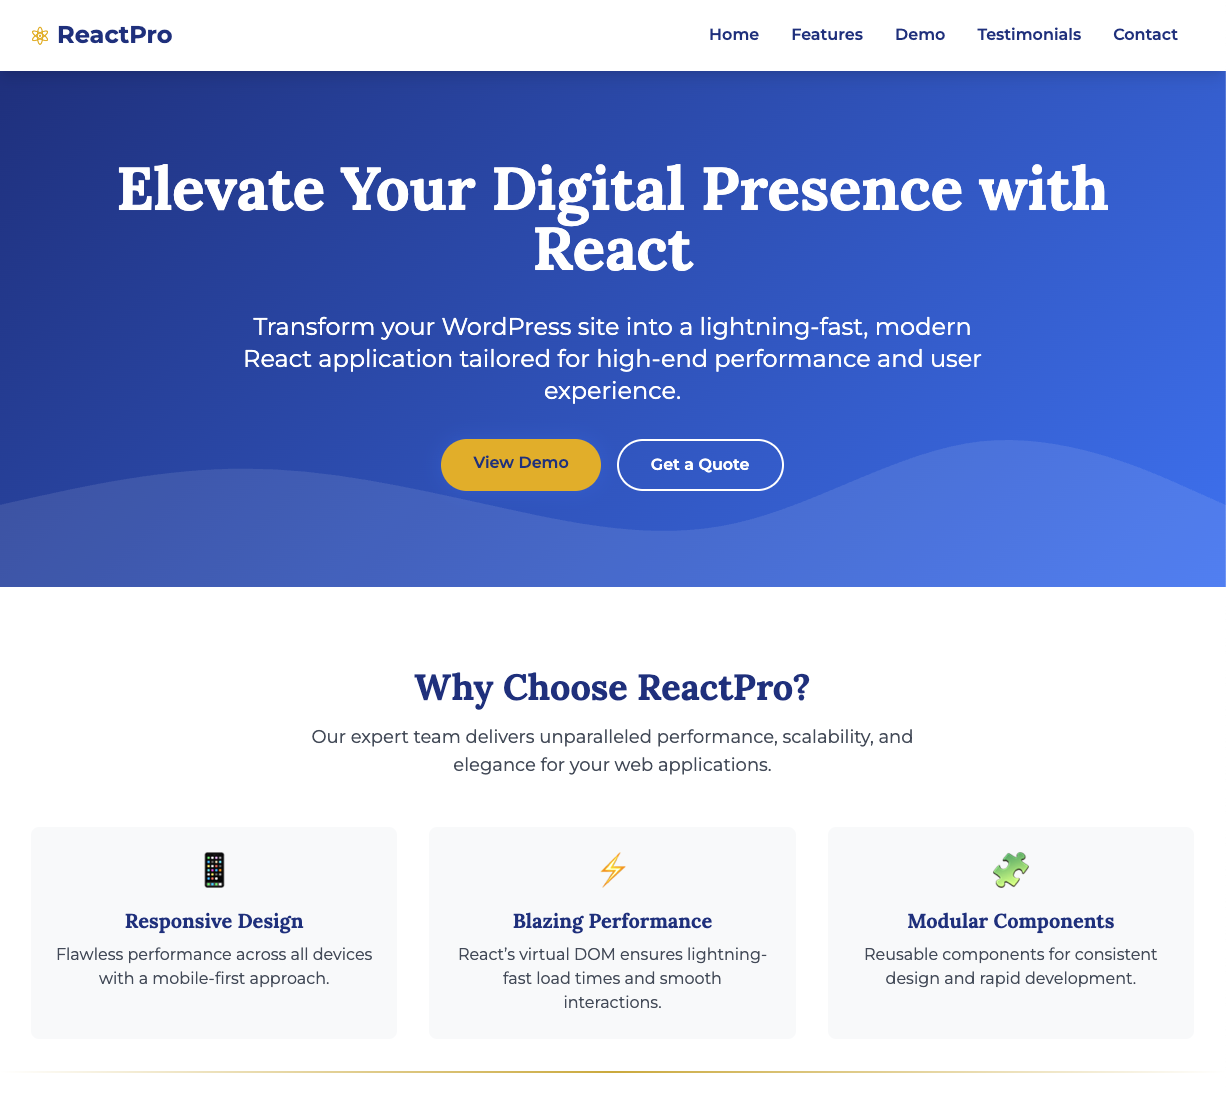 ReactPro
Home Features Demo Testimonials Contact
Elevate Your Digital Presence with
React
Transform your WordPress site into a lightning-fast, modern
React application tailored for high-end performance and user
experience.
View Demo
Get a Quote
Why Choose ReactPro?
Our expert team delivers unparalleled performance, scalability, and
elegance for your web applications.
Responsive Design
Flawless performance across all devices
with a mobile-first approach.
Blazing Performance
React’s virtual DOM ensures lightning-
fast load times and smooth
interactions.
Modular Components
Reusable components for consistent
design and rapid development.